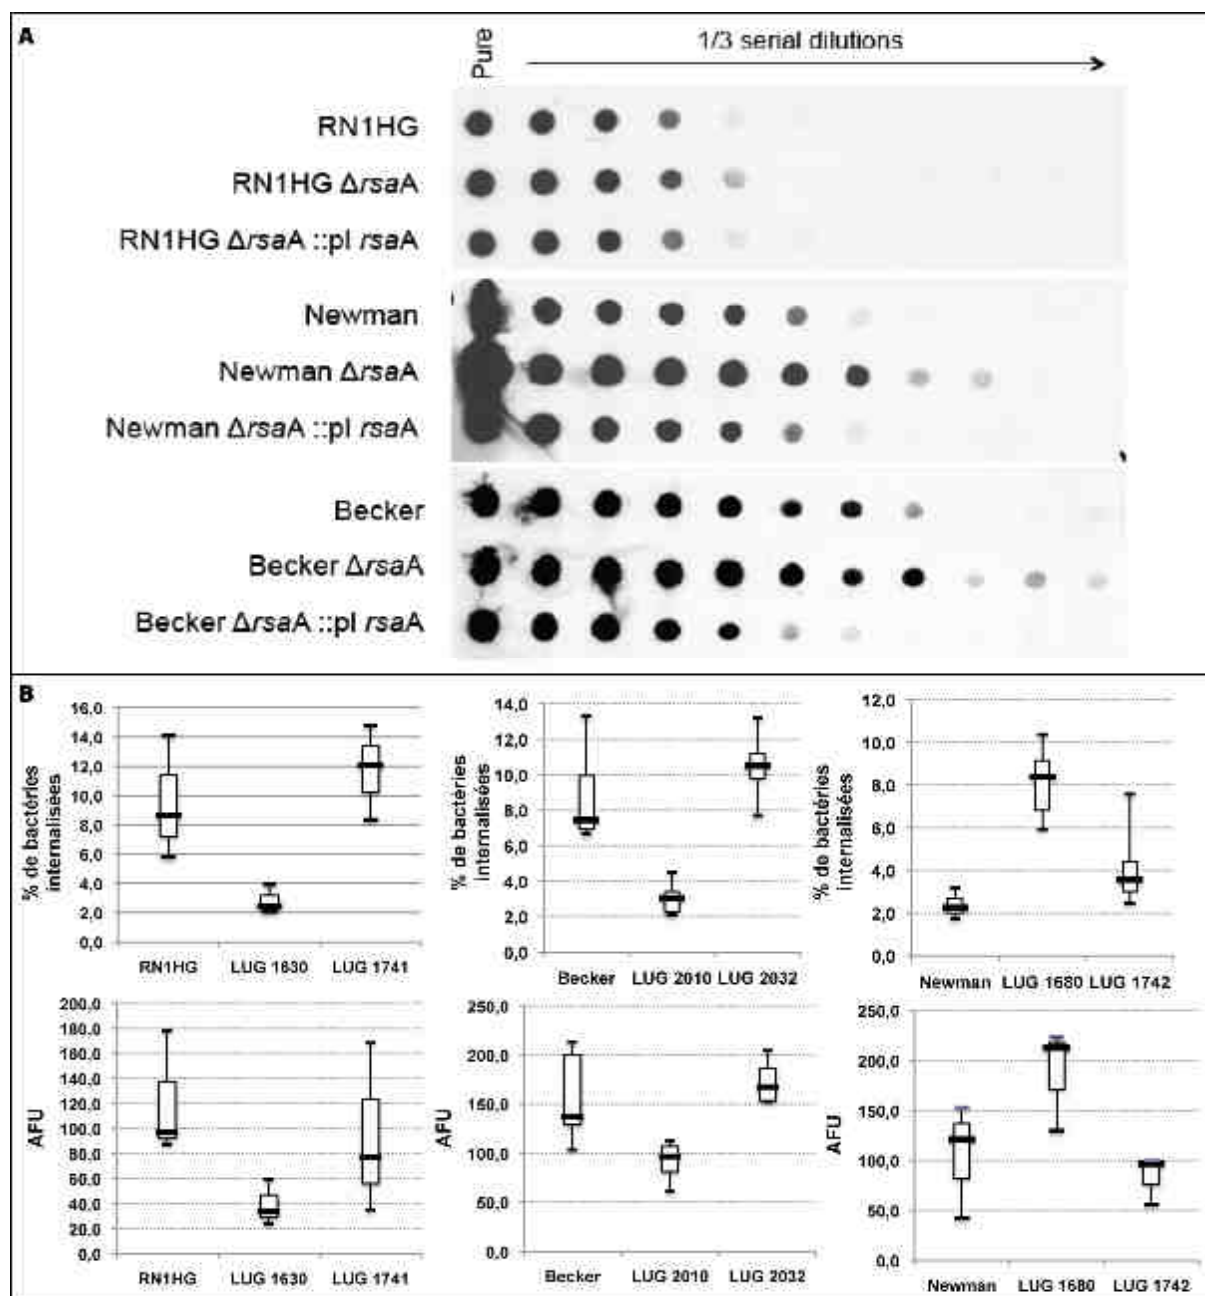 A
Pure
1/3 serial dilutions
RN1HG
RN1HG ΔrsaA
RN1HG ΔrsaA ::pl rsaA
Newman
Newman ΔrsaA
Newman ΔrsaA ::pl rsaA
Becker
Becker ΔrsaA
Becker ΔrsaA ::pl rsaA
B
% de bactéries
internalisées
16,0
14,0
12,0
10,0
8,0
6,0
4,0
2,0
0,0
RN1HG LUG 1630 LUG 1741
% de bactéries
internalisées
14,0
12,0
10,0
8,0
6,0
4,0
2,0
0,0
Becker LUG 2010 LUG 2032
% de bactéries
internalisées
12,0
10,0
8,0
6,0
4,0
2,0
0,0
Newman LUG 1680 LUG 1742
AFU
200,0
180,0
160,0
140,0
120,0
100,0
80,0
60,0
40,0
20,0
0,0
RN1HG LUG 1630 LUG 1741
AFU
250,0
200,0
150,0
100,0
50,0
0,0
Becker LUG 2010 LUG 2032
AFU
250,0
200,0
150,0
100,0
50,0
0,0
Newman LUG 1680 LUG 1742